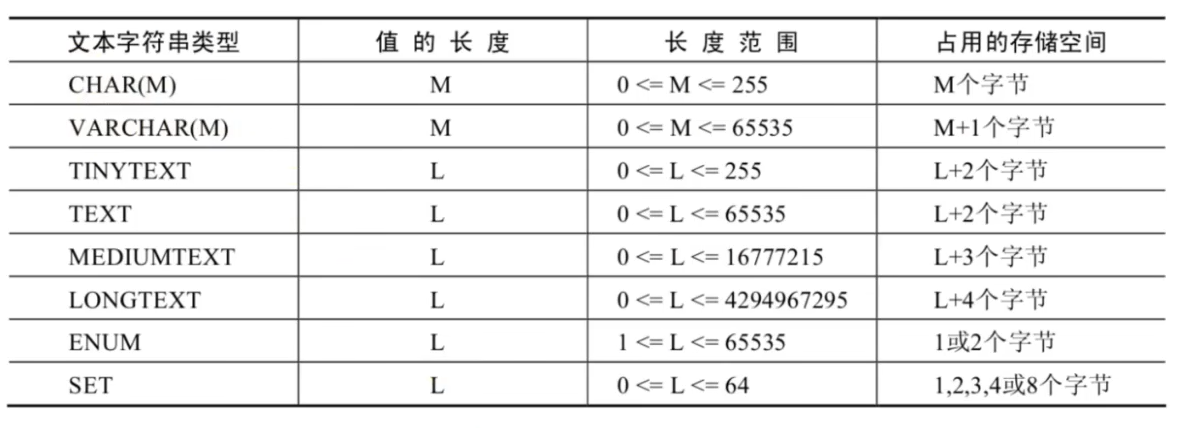 文本字符串类型 值 的 长 度 长 度 范 围 占用的存储空间
CHAR(M) M 0 <= M <= 255 M个字节
VARCHAR(M) M 0 <= M <= 65535 M+1个字节
TINYTEXT L 0 <= L <= 255 L+2个字节
TEXT L 0 <= L <= 65535 L+2个字节
MEDIUMTEXT L 0 <= L <= 16777215 L+3个字节
LONGTEXT L 0 <= L <= 4294967295 L+4个字节
ENUM L 1 <= L <= 65535 1或2个字节
SET L 0 <= L <= 64 1,2,3,4或8个字节